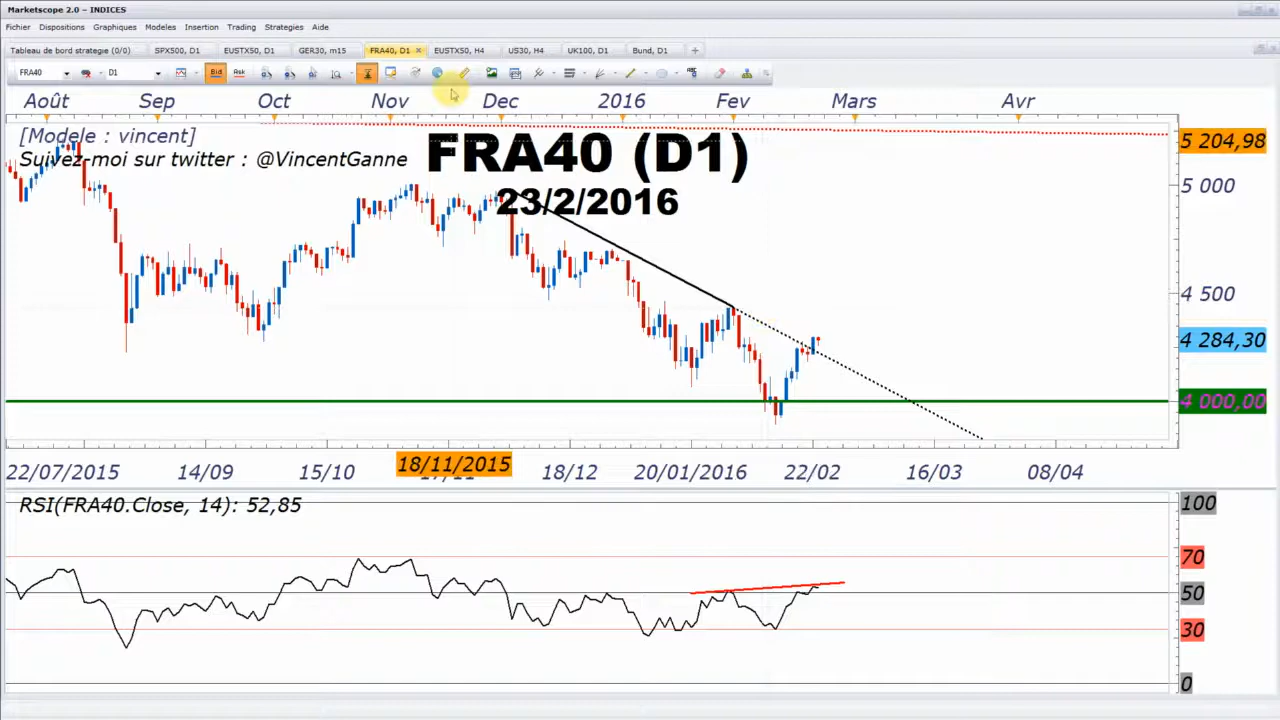 Marketscope 2.0 – INDICES
Fichier Dispositions Graphiques Modeles Insertion Trading Strategies Aide
Tableau de bord strategie (0/0) SPX500, D1 EUSTX50, D1 GER30, m15 FRA40, D1 EUSTX50, H4 US30, H4 UK100, D1 Bund, D1
FRA40 D1 Bid Ask
Août Sep Oct Nov Dec 2016 Fev Mars Avr
[Modele : vincent]
Suivez-moi sur twitter : @VincentGanne
FRA40 (D1)
23/2/2016
5 204,98
5 000
4 500
4 284,30
4 000,00
22/07/2015 14/09 15/10 18/11/2015 18/12 20/01/2016 22/02 16/03 08/04
RSI(FRA40.Close, 14): 52,85
100
70
50
30
0